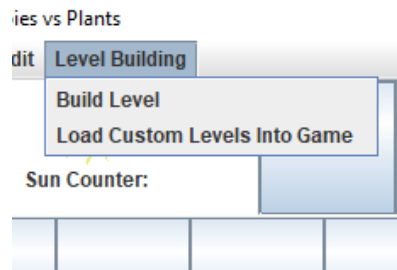 ies vs Plants
dit Level Building
Build Level
Load Custom Levels Into Game
Sun Counter: